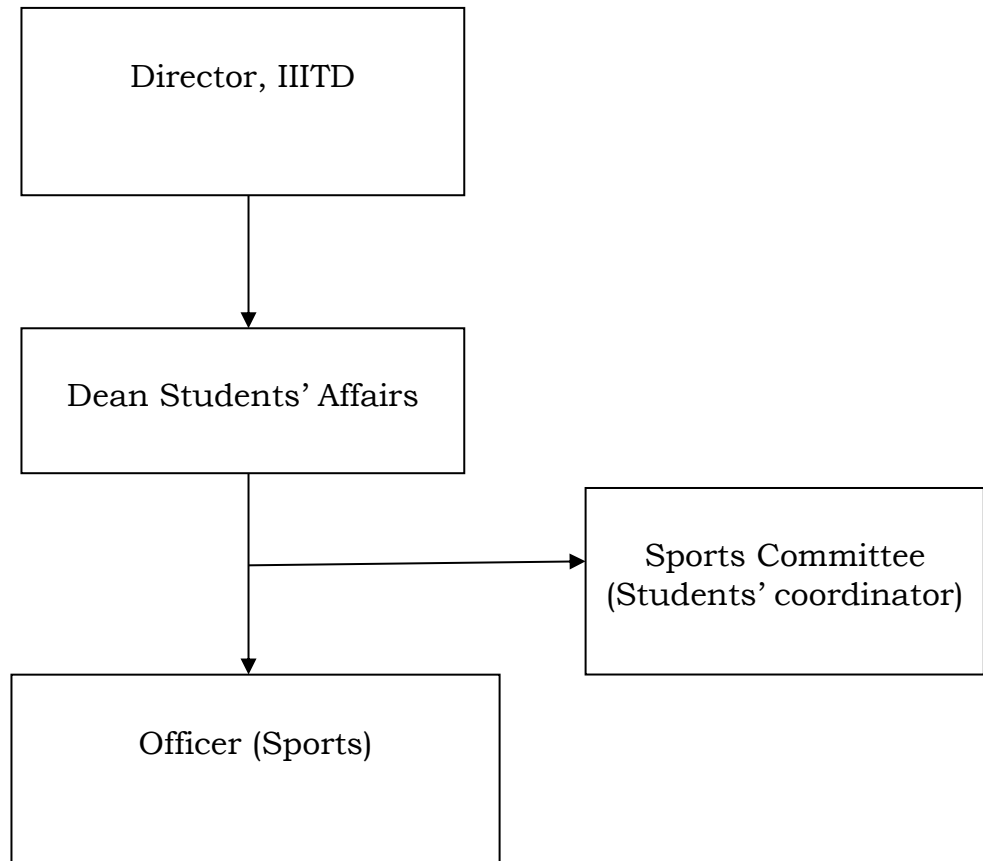 Director, IIITD
Dean Students’ Affairs
Sports Committee
(Students’ coordinator)
Officer (Sports)